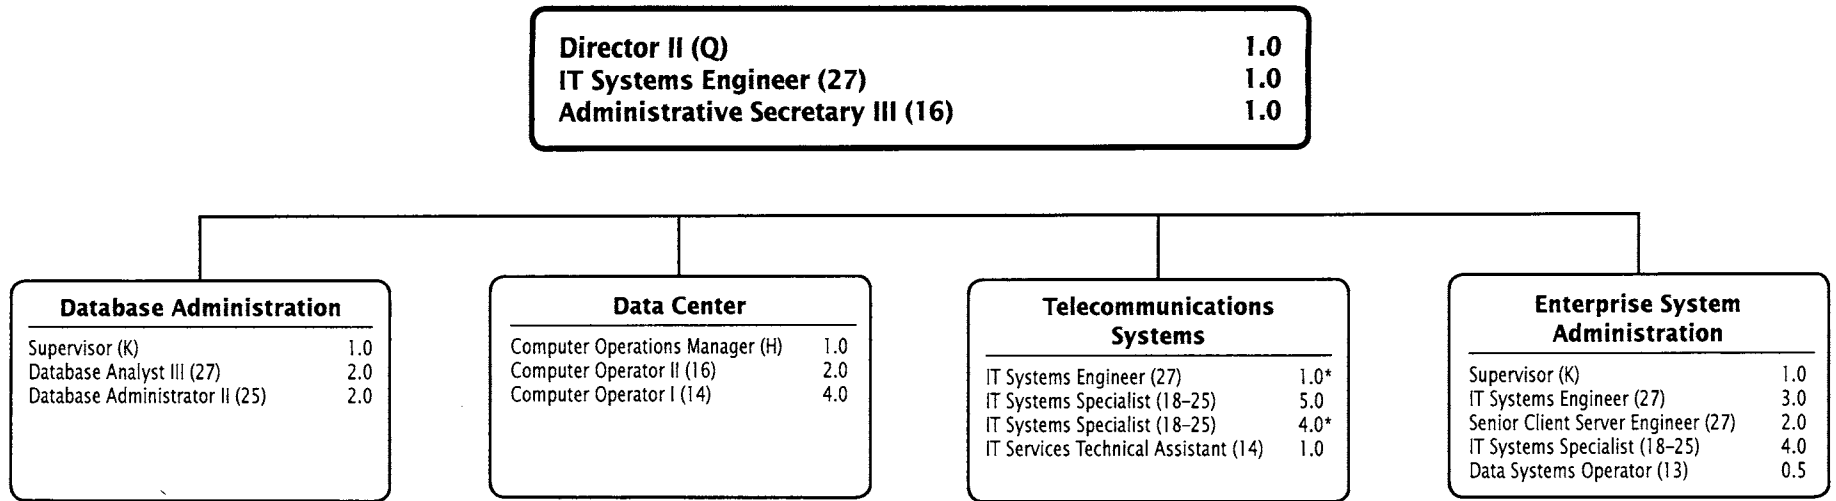 Director II (Q) 1.0
IT Systems Engineer (27) 1.0
Administrative Secretary III (16) 1.0
Database Administration
Supervisor (K) 1.0
Database Analyst III (27) 2.0
Database Administrator II (25) 2.0
Data Center
Computer Operations Manager (H) 1.0
Computer Operator II (16) 2.0
Computer Operator I (14) 4.0
Telecommunications
Systems
IT Systems Engineer (27) 1.0*
IT Systems Specialist (18–25) 5.0
IT Systems Specialist (18–25) 4.0*
IT Services Technical Assistant (14) 1.0
Enterprise System
Administration
Supervisor (K) 1.0
IT Systems Engineer (27) 3.0
Senior Client Server Engineer (27) 2.0
IT Systems Specialist (18–25) 4.0
Data Systems Operator (13) 0.5